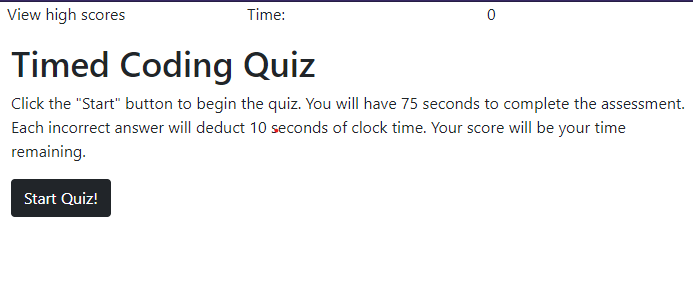 View high scores Time: 0
Timed Coding Quiz
Click the "Start" button to begin the quiz. You will have 75 seconds to complete the assessment.
Each incorrect answer will deduct 10 seconds of clock time. Your score will be your time
remaining.
Start Quiz!